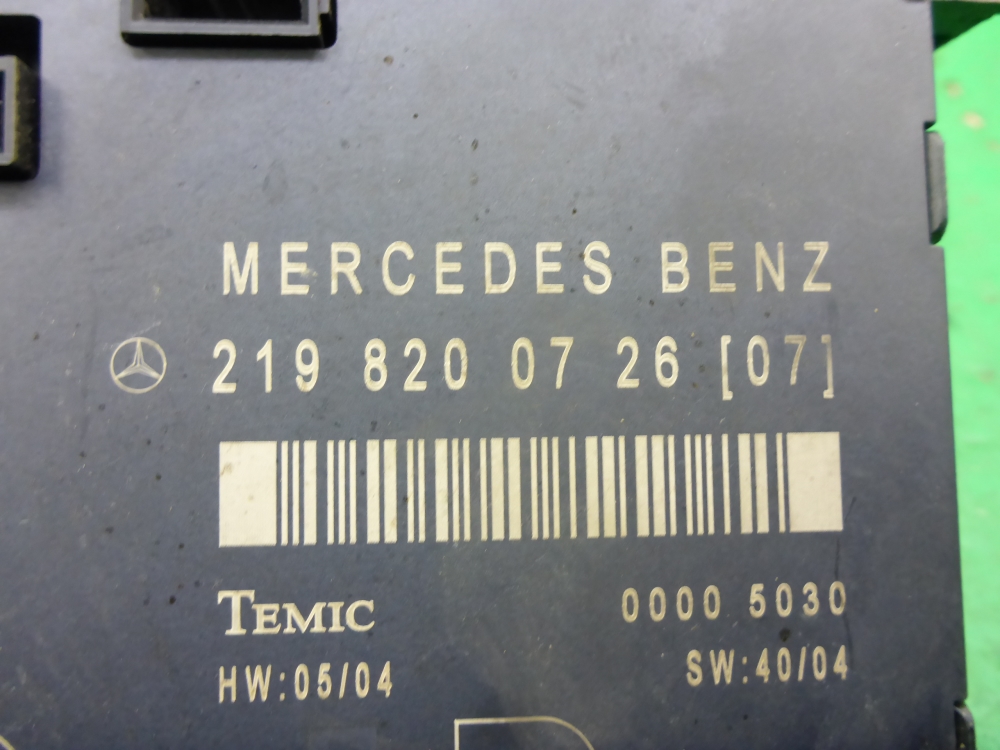 MERCEDES BENZ
219 820 07 26 [07]
TEMIC
0000 5030
HW:05/04
SW:40/04